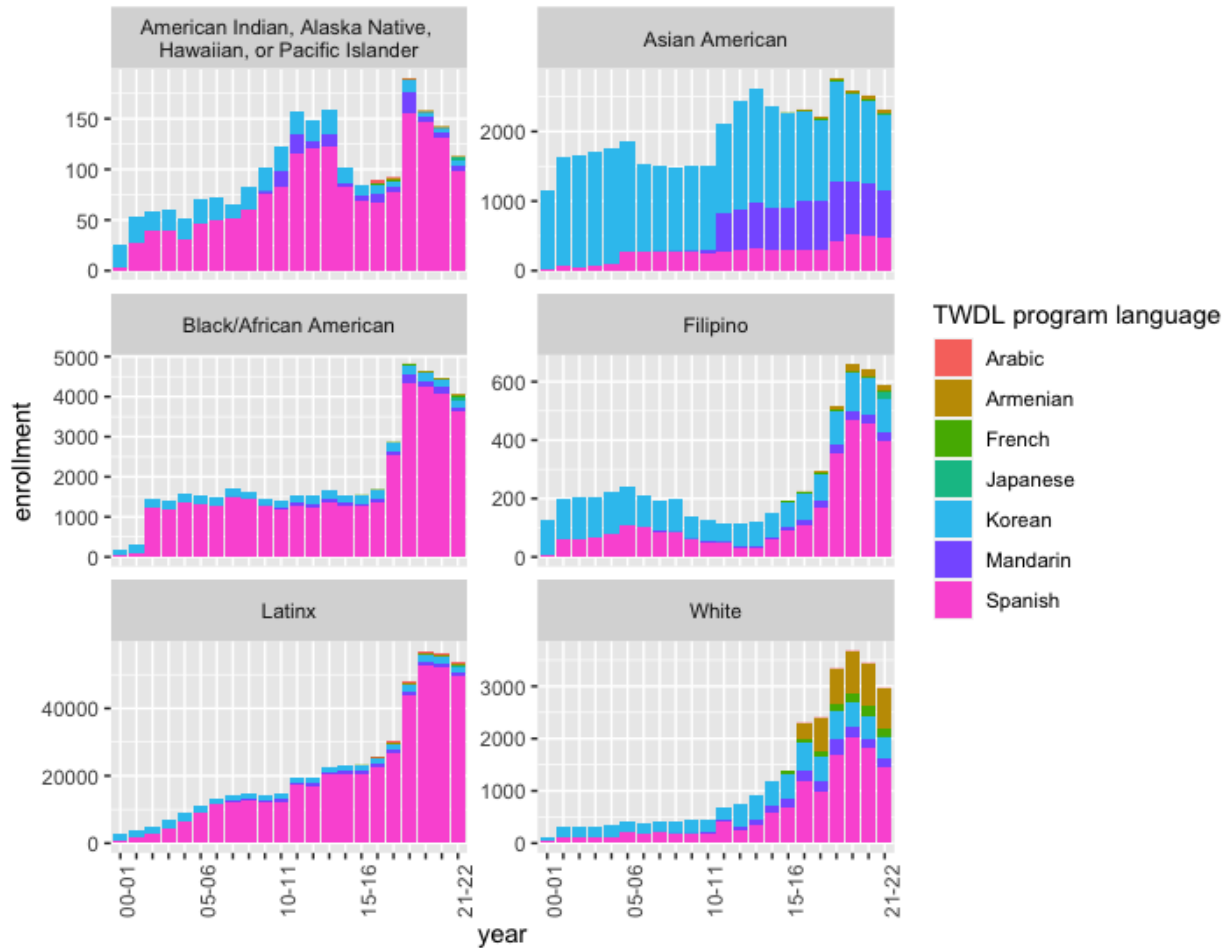 American Indian, Alaska Native,
Hawaiian, or Pacific Islander
150
100
50
0
Asian American
2000
1000
0
Black/African American
5000
4000
3000
2000
1000
0
Filipino
600
400
200
0
Latinx
40000
20000
0
White
3000
2000
1000
0
00-01
05-06
10-11
15-16
21-22
00-01
05-06
10-11
15-16
21-22
enrollment
year
TWDL program language
Arabic
Armenian
French
Japanese
Korean
Mandarin
Spanish